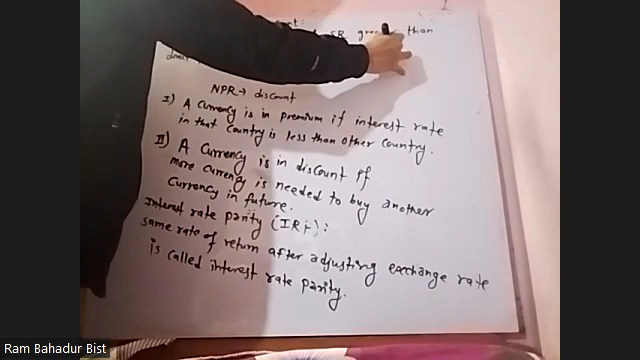 SR than
NPR → discount
I) A currency is in premium if interest rate
in that country is less than other country.
II) A currency is in discount if
more currency is needed to buy another
currency in future.
Interest rate parity (IRP):
same rate of return after adjusting exchange rate
is called interest rate parity.
Ram Bahadur Bist